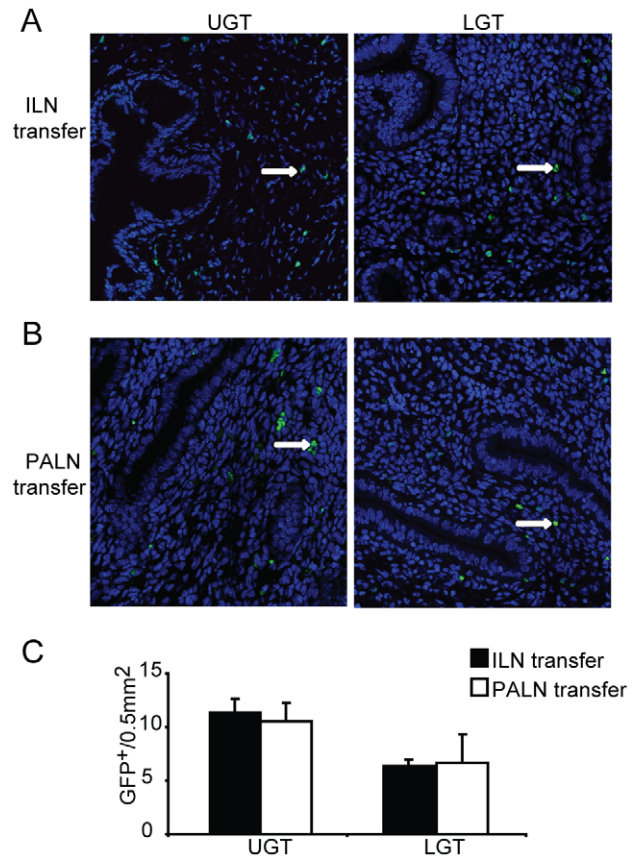 A
UGT
LGT
ILN
transfer
B
PALN
transfer
C
GFP+/0.5mm2
15
10
5
0
UGT
LGT
ILN transfer
PALN transfer